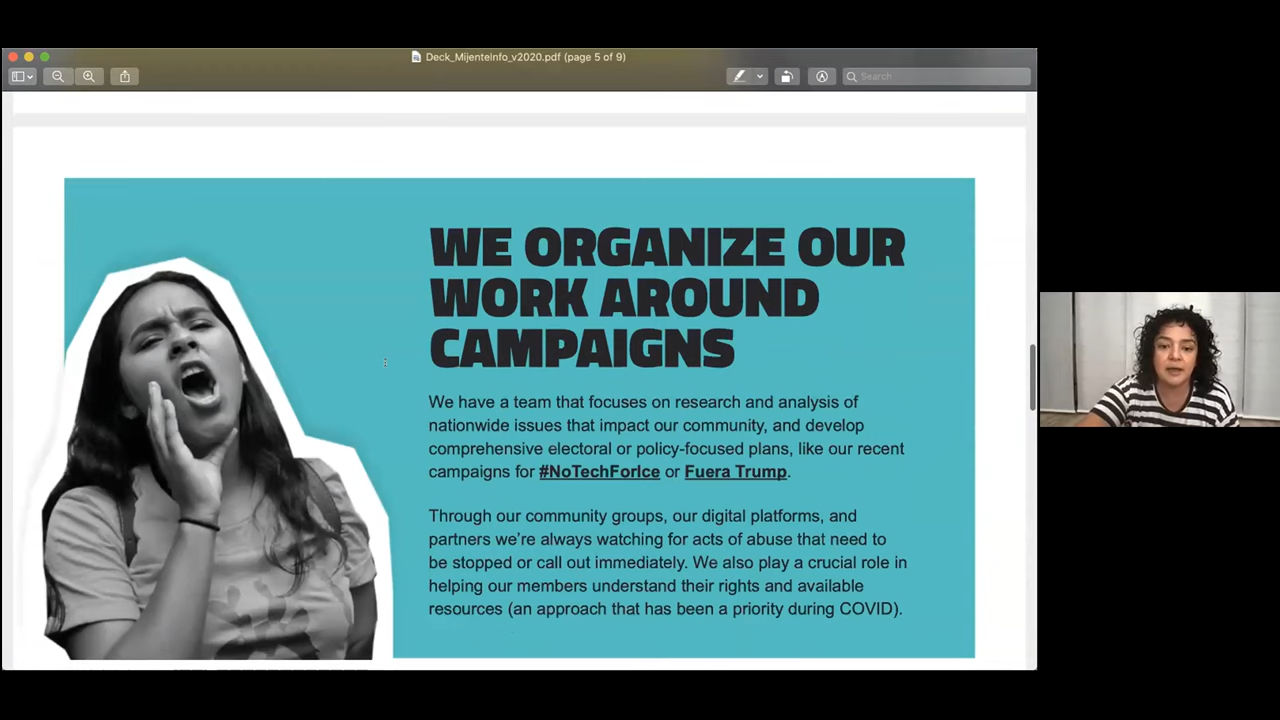 Deck_MijenteInfo_v2020.pdf (page 5 of 9)
Search
WE ORGANIZE OUR
WORK AROUND
CAMPAIGNS
We have a team that focuses on research and analysis of
nationwide issues that impact our community, and develop
comprehensive electoral or policy-focused plans, like our recent
campaigns for #NoTechForIce or Fuera Trump.
Through our community groups, our digital platforms, and
partners we’re always watching for acts of abuse that need to
be stopped or call out immediately. We also play a crucial role in
helping our members understand their rights and available
resources (an approach that has been a priority during COVID).